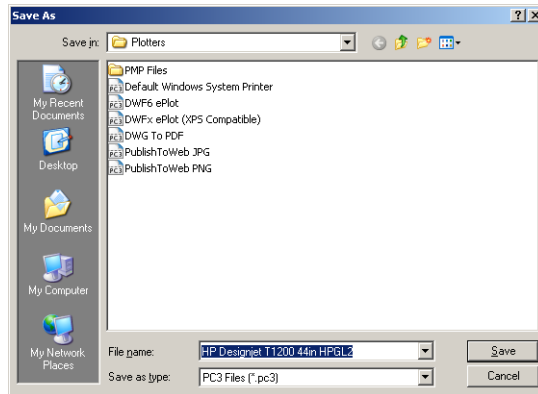 Save As
Save in: Plotters
My Recent
Documents
Desktop
My Documents
My Computer
My Network
Places
PMP Files
Default Windows System Printer
DWF6 ePlot
DWFx ePlot (XPS Compatible)
DWG To PDF
PublishToWeb JPG
PublishToWeb PNG
File name: HP Designjet T1200 44in HPGL2 Save
Save as type: PC3 Files (*.pc3) Cancel